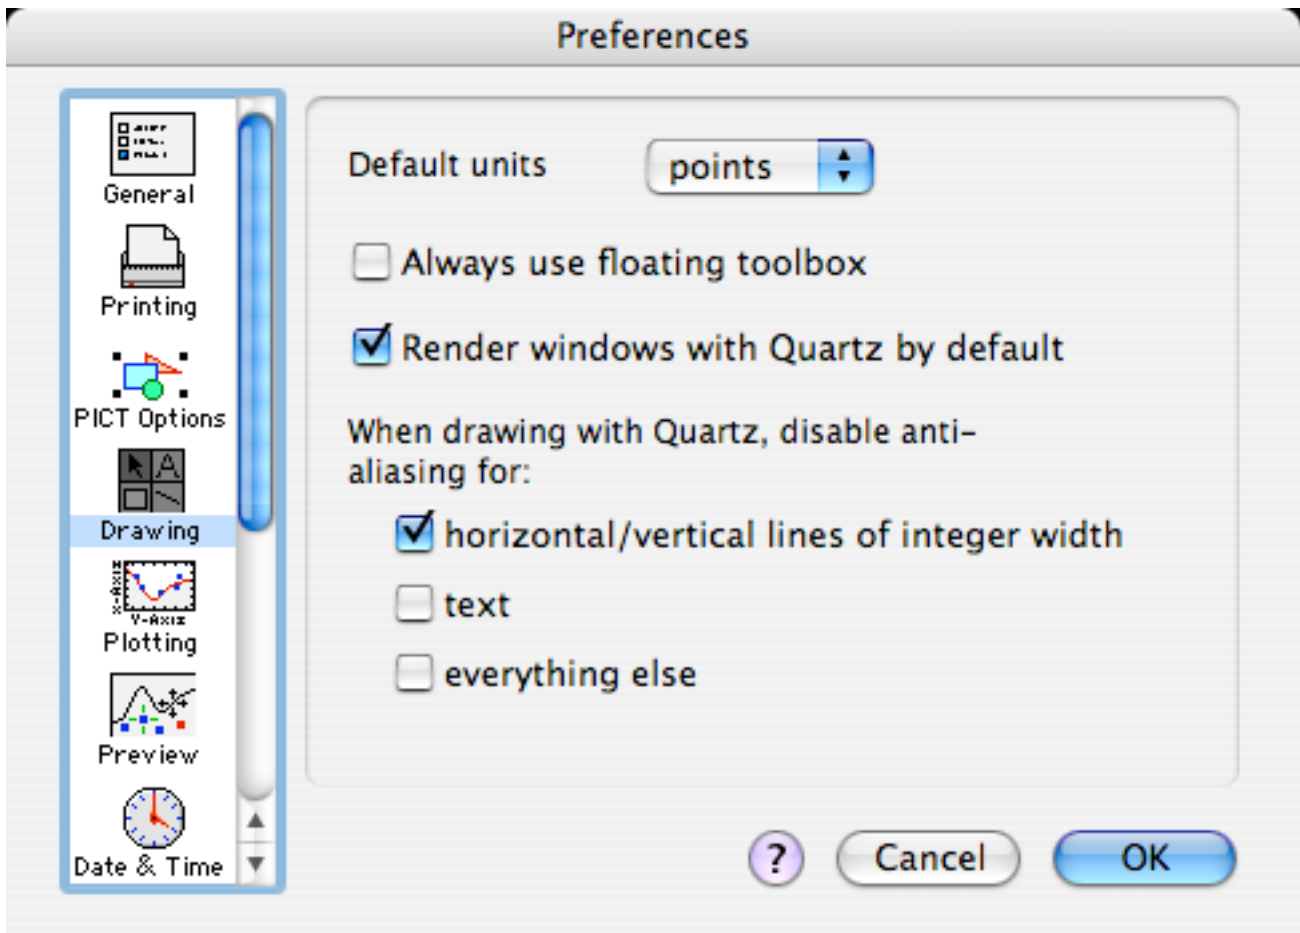 Preferences
General
Printing
PICT Options
Drawing
Plotting
Preview
Date & Time
Default units
points
Always use floating toolbox
Render windows with Quartz by default
When drawing with Quartz, disable anti-
aliasing for:
horizontal/vertical lines of integer width
text
everything else
?
Cancel
OK